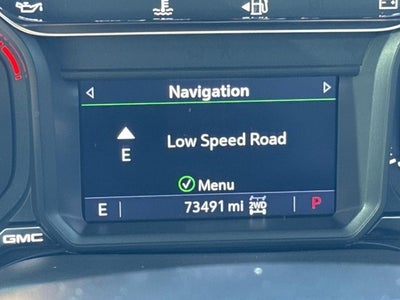 Navigation
E
Low Speed Road
Menu
E 73491 mi 2WD P
GMC